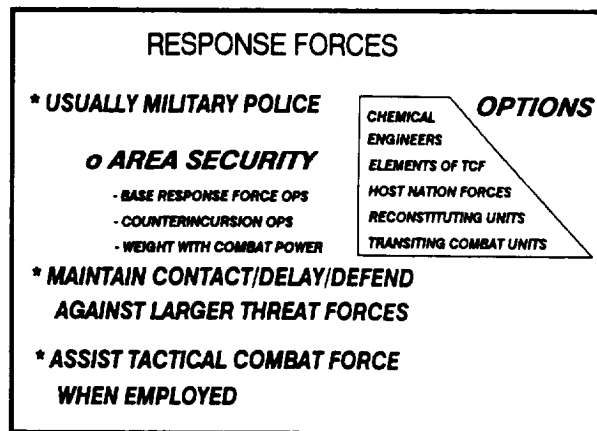 RESPONSE FORCES
* USUALLY MILITARY POLICE
o AREA SECURITY
- BASE RESPONSE FORCE OPS
- COUNTERINCURSION OPS
- WEIGHT WITH COMBAT POWER
OPTIONS
CHEMICAL
ENGINEERS
ELEMENTS OF TCF
HOST NATION FORCES
RECONSTITUTING UNITS
TRANSITING COMBAT UNITS
* MAINTAIN CONTACT/DELAY/DEFEND
AGAINST LARGER THREAT FORCES
* ASSIST TACTICAL COMBAT FORCE
WHEN EMPLOYED